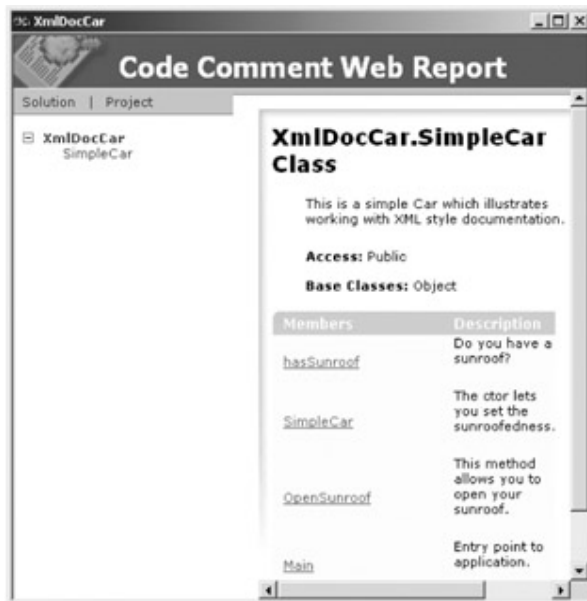 XmlDocCar
Code Comment Web Report
Solution | Project
XmlDocCar
SimpleCar
XmlDocCar.SimpleCar
Class
This is a simple Car which illustrates
working with XML style documentation.
Access: Public
Base Classes: Object
Members Description
hasSunroof
Do you have a
sunroof?
SimpleCar
The ctor lets
you set the
sunroofedness.
OpenSunroof
This method
allows you to
open your
sunroof.
Main
Entry point to
application.